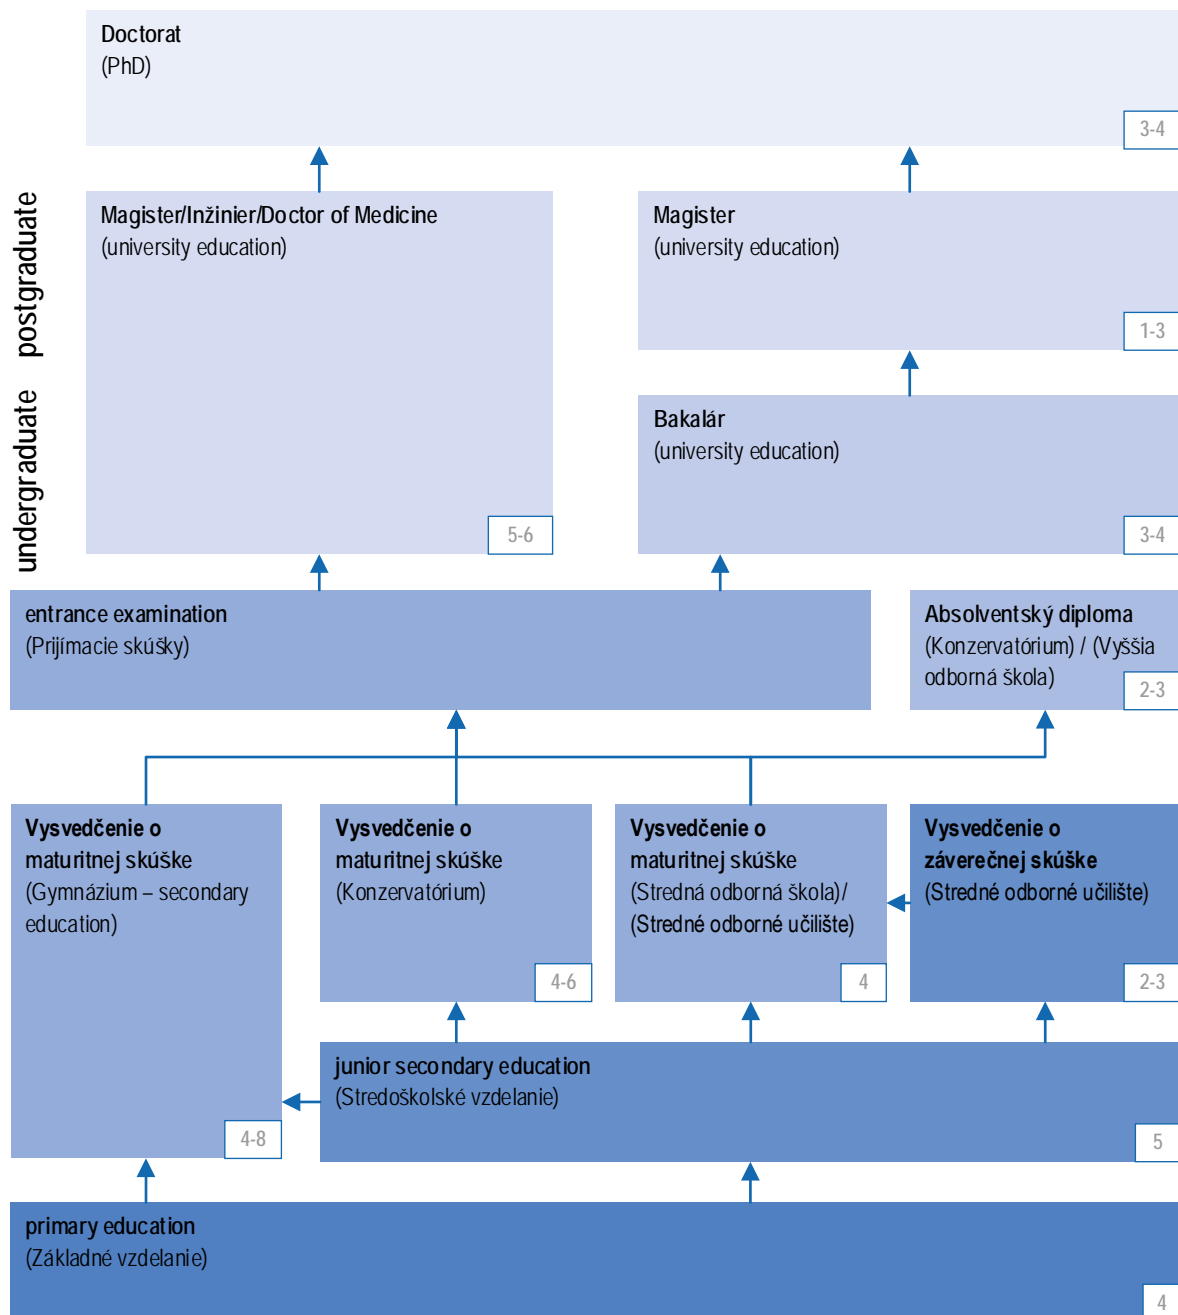 Doctorat
(PhD)
3-4
postgraduate
Magister/Inžinier/Doctor of Medicine
(university education)
5-6
Magister
(university education)
1-3
undergraduate
Bakalár
(university education)
3-4
entrance examination
(Prijímacie skúšky)
Absolventský diploma
(Konzervatórium) / (Vyššia
odborná škola)
2-3
Vysvedčenie o
maturitnej skúške
(Gymnázium – secondary
education)
4-8
Vysvedčenie o
maturitnej skúške
(Konzervatórium)
4-6
Vysvedčenie o
maturitnej skúške
(Stredná odborná škola)/
(Stredné odborné učilište)
4
Vysvedčenie o
záverečnej skúške
(Stredné odborné učilište)
2-3
junior secondary education
(Stredoškolské vzdelanie)
5
primary education
(Základné vzdelanie)
4